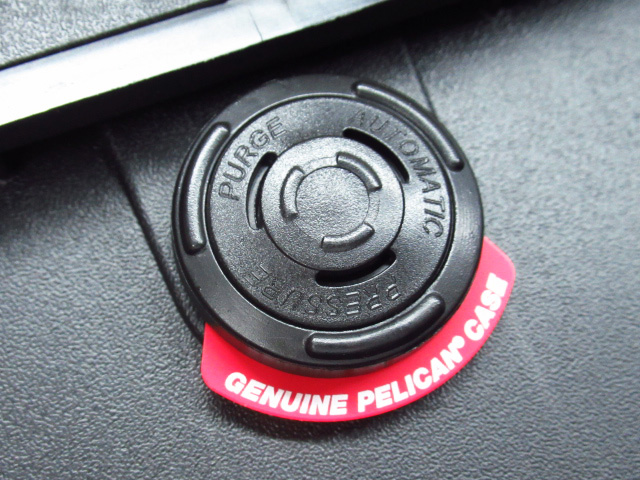 AUTOMATIC
PRESSURE
PURGE
GENUINE PELICAN® CASE